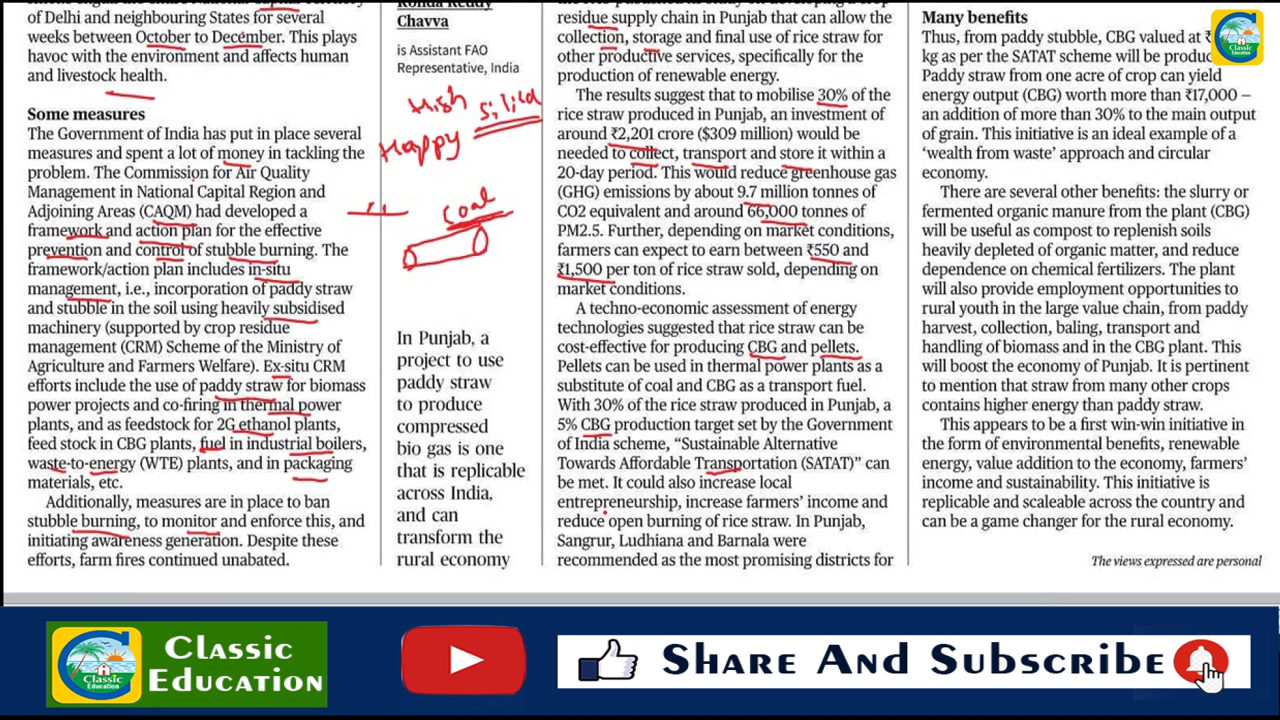 of Delhi and neighbouring States for several
weeks between October to December. This plays
havoc with the environment and affects human
and livestock health.
Some measures
The Government of India has put in place several
measures and spent a lot of money in tackling the
problem. The Commission for Air Quality
Management in National Capital Region and
Adjoining Areas (CAQM) had developed a
framework and action plan for the effective
prevention and control of stubble burning. The
framework/action plan includes in-situ
management, i.e., incorporation of paddy straw
and stubble in the soil using heavily subsidised
machinery (supported by crop residue
management (CRM) Scheme of the Ministry of
Agriculture and Farmers Welfare). Ex-situ CRM
efforts include the use of paddy straw for biomass
power projects and co-firing in thermal power
plants, and as feedstock for 2G ethanol plants,
feed stock in CBG plants, fuel in industrial boilers,
waste-to-energy (WTE) plants, and in packaging
materials, etc.
Additionally, measures are in place to ban
stubble burning, to monitor and enforce this, and
initiating awareness generation. Despite these
efforts, farm fires continued unabated.
Ronda Reddy
Chavva
is Assistant FAO
Representative, India
High Silica
Happy
coal
In Punjab, a
project to use
paddy straw
to produce
compressed
bio gas is one
that is replicable
across India,
and can
transform the
rural economy
residue supply chain in Punjab that can allow the
collection, storage and final use of rice straw for
other productive services, specifically for the
production of renewable energy.
The results suggest that to mobilise 30% of the
rice straw produced in Punjab, an investment of
around ₹2,201 crore ($309 million) would be
needed to collect, transport and store it within a
20-day period. This would reduce greenhouse gas
(GHG) emissions by about 9.7 million tonnes of
CO2 equivalent and around 66,000 tonnes of
PM2.5. Further, depending on market conditions,
farmers can expect to earn between ₹550 and
₹1,500 per ton of rice straw sold, depending on
market conditions.
A techno-economic assessment of energy
technologies suggested that rice straw can be
cost-effective for producing CBG and pellets.
Pellets can be used in thermal power plants as a
substitute of coal and CBG as a transport fuel.
With 30% of the rice straw produced in Punjab, a
5% CBG production target set by the Government
of India scheme, “Sustainable Alternative
Towards Affordable Transportation (SATAT)” can
be met. It could also increase local
entrepreneurship, increase farmers’ income and
reduce open burning of rice straw. In Punjab,
Sangrur, Ludhiana and Barnala were
recommended as the most promising districts for
Many benefits
Thus, from paddy stubble, CBG valued at ₹
kg as per the SATAT scheme will be produc
Paddy straw from one acre of crop can yield
energy output (CBG) worth more than ₹17,000 —
an addition of more than 30% to the main output
of grain. This initiative is an ideal example of a
‘wealth from waste’ approach and circular
economy.
There are several other benefits: the slurry or
fermented organic manure from the plant (CBG)
will be useful as compost to replenish soils
heavily depleted of organic matter, and reduce
dependence on chemical fertilizers. The plant
will also provide employment opportunities to
rural youth in the large value chain, from paddy
harvest, collection, baling, transport and
handling of biomass and in the CBG plant. This
will boost the economy of Punjab. It is pertinent
to mention that straw from many other crops
contains higher energy than paddy straw.
This appears to be a first win-win initiative in
the form of environmental benefits, renewable
energy, value addition to the economy, farmers’
income and sustainability. This initiative is
replicable and scaleable across the country and
can be a game changer for the rural economy.
The views expressed are personal
Classic
Education
Classic
Education
Classic
Education
Share And Subscribe